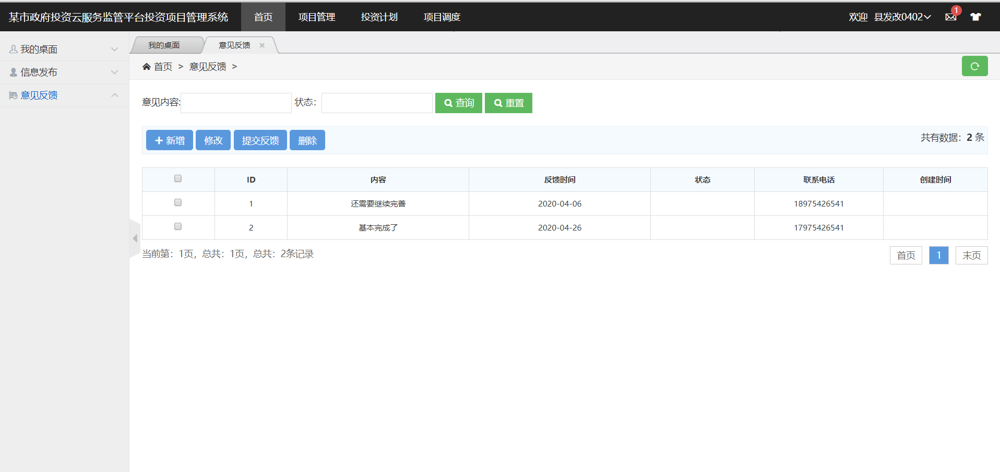 某市政府投资云服务监管平台投资项目管理系统 首页 项目管理 投资计划 项目调度 欢迎 县发改0402 1
我的桌面
信息发布
意见反馈
我的桌面 意见反馈 ×
首页 > 意见反馈 >
意见内容: 状态： 查询 重置
新增 修改 提交反馈 删除 共有数据：2 条
ID 内容 反馈时间 状态 联系电话 创建时间
1 还需要继续完善 2020-04-06 18975426541
2 基本完成了 2020-04-26 17975426541
当前第：1页，总共：1页，总共：2条记录 首页 1 末页